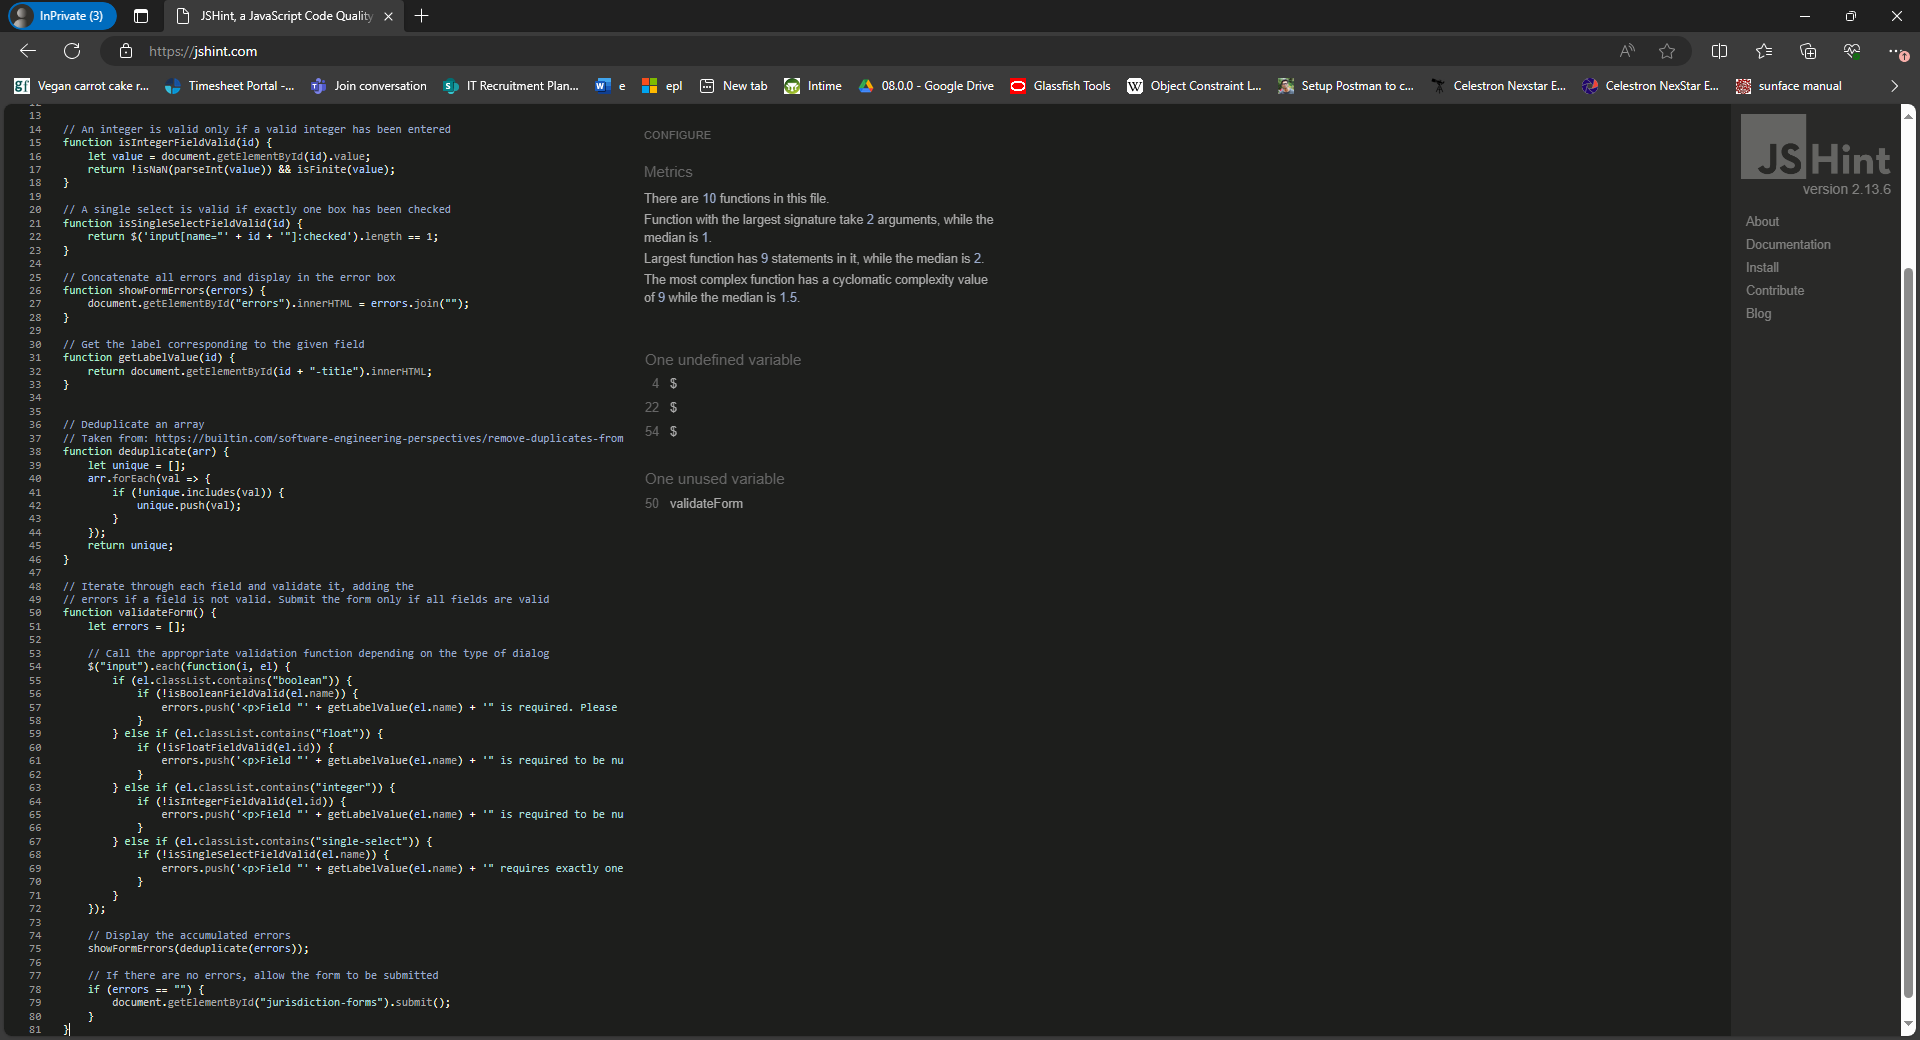 InPrivate (3)
JSHint, a JavaScript Code Quality
https://jshint.com
1
Vegan carrot cake r...
Timesheet Portal -...
Join conversation
IT Recruitment Plan...
e
epl
New tab
Intime
08.0.0 - Google Drive
Glassfish Tools
Object Constraint L...
Setup Postman to c...
Celestron Nexstar E...
Celestron NexStar E...
sunface manual
13
14 // An integer is valid only if a valid integer has been entered
15 function isIntegerFieldValid(id) {
16 let value = document.getElementById(id).value;
17 return !isNaN(parseInt(value)) && isFinite(value);
18 }
19
20 // A single select is valid if exactly one box has been checked
21 function isSingleSelectFieldValid(id) {
22 return $('input[name="' + id + '"]:checked').length == 1;
23 }
24
25 // Concatenate all errors and display in the error box
26 function showFormErrors(errors) {
27 document.getElementById("errors").innerHTML = errors.join("");
28 }
29
30 // Get the label corresponding to the given field
31 function getLabelValue(id) {
32 return document.getElementById(id + "-title").innerHTML;
33 }
34
35
36 // Deduplicate an array
37 // Taken from: https://builtin.com/software-engineering-perspectives/remove-duplicates-from
38 function deduplicate(arr) {
39 let unique = [];
40 arr.forEach(val => {
41 if (!unique.includes(val)) {
42 unique.push(val);
43 }
44 });
45 return unique;
46 }
47
48 // Iterate through each field and validate it, adding the
49 // errors if a field is not valid. Submit the form only if all fields are valid
50 function validateForm() {
51 let errors = [];
52
53 // Call the appropriate validation function depending on the type of dialog
54 $("input").each(function(i, el) {
55 if (el.classList.contains("boolean")) {
56 if (!isBooleanFieldValid(el.name)) {
57 errors.push('<p>Field "' + getLabelValue(el.name) + '" is required. Please
58 }
59 } else if (el.classList.contains("float")) {
60 if (!isFloatFieldValid(el.id)) {
61 errors.push('<p>Field "' + getLabelValue(el.name) + '" is required to be nu
62 }
63 } else if (el.classList.contains("integer")) {
64 if (!isIntegerFieldValid(el.id)) {
65 errors.push('<p>Field "' + getLabelValue(el.name) + '" is required to be nu
66 }
67 } else if (el.classList.contains("single-select")) {
68 if (!isSingleSelectFieldValid(el.name)) {
69 errors.push('<p>Field "' + getLabelValue(el.name) + '" requires exactly one
70 }
71 }
72 });
73
74 // Display the accumulated errors
75 showFormErrors(deduplicate(errors));
76
77 // If there are no errors, allow the form to be submitted
78 if (errors == "") {
79 document.getElementById("jurisdiction-forms").submit();
80 }
81 }
CONFIGURE
Metrics
There are 10 functions in this file.
Function with the largest signature take 2 arguments, while the
median is 1.
Largest function has 9 statements in it, while the median is 2.
The most complex function has a cyclomatic complexity value
of 9 while the median is 1.5.
One undefined variable
4 $
22 $
54 $
One unused variable
50 validateForm
JSHint
version 2.13.6
About
Documentation
Install
Contribute
Blog